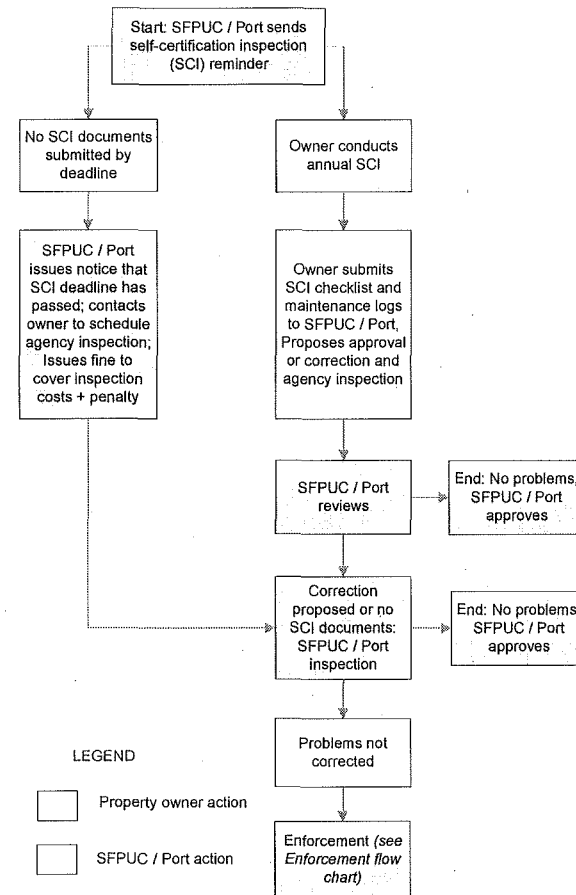 Start: SFPUC / Port sends
self-certification inspection
(SCI) reminder
No SCI documents
submitted by
deadline
Owner conducts
annual SCI
SFPUC / Port
issues notice that
SCI deadline has
passed; contacts
owner to schedule
agency inspection;
Issues fine to
cover inspection
costs + penalty
Owner submits
SCI checklist and
maintenance logs
to SFPUC / Port,
Proposes approval
or correction and
agency inspection
SFPUC / Port
reviews
End: No problems,
SFPUC / Port
approves
Correction
proposed or no
SCI documents:
SFPUC / Port
inspection
End: No problems,
SFPUC / Port
approves
Problems not
corrected
Enforcement (see
Enforcement flow
chart)
LEGEND
Property owner action
SFPUC / Port action